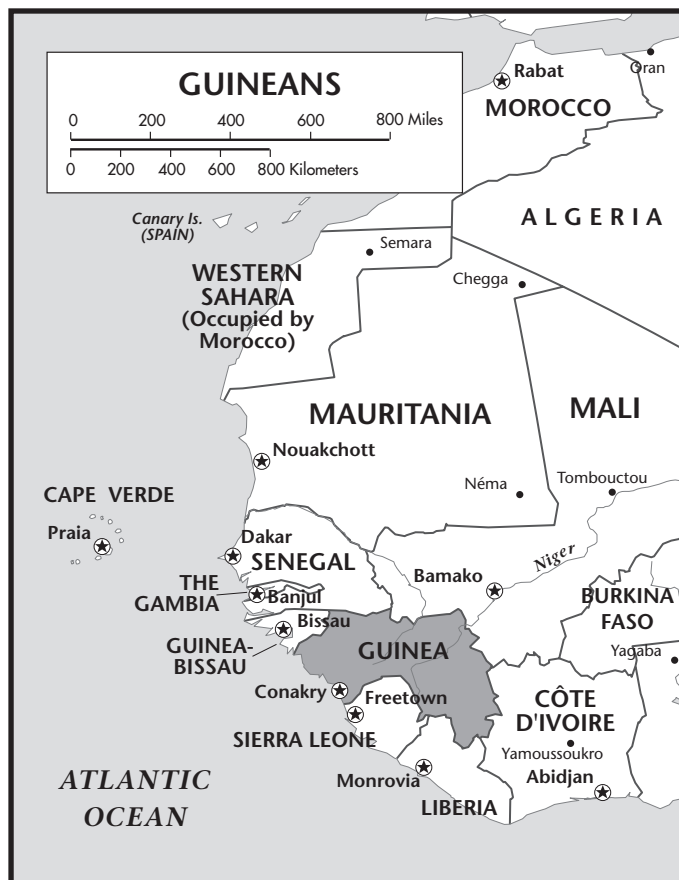 GUINEANS
0 200 400 600 800 Miles
0 200 400 600 800 Kilometers
Rabat
Oran
MOROCCO
Canary Is.
(SPAIN)
ALGERIA
Semara
WESTERN
SAHARA
(Occupied by
Morocco)
Chegga
MAURITANIA
MALI
Nouakchott
Néma
Tombouctou
CAPE VERDE
Praia
Dakar
SENEGAL
Niger
Bamako
THE
GAMBIA
Banjul
BURKINA
FASO
Bissau
GUINEA-
BISSAU
GUINEA
Yagaba
Conakry
Freetown
CÔTE
D'IVOIRE
SIERRA LEONE
Yamoussoukro
Abidjan
Monrovia
LIBERIA
ATLANTIC
OCEAN